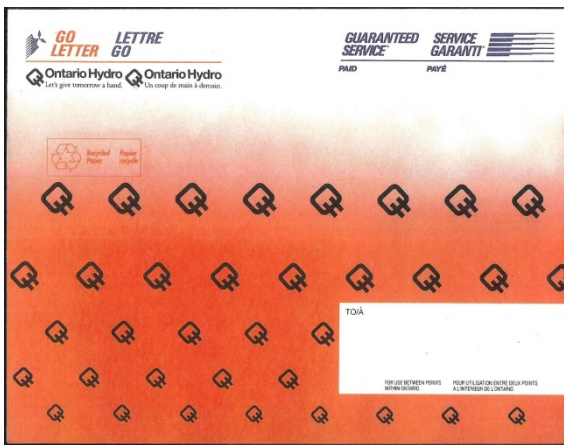 GO LETTRE
LETTER GO
GUARANTEED SERVICE
SERVICE GARANTI
PAID PAYÉ
Ontario Hydro Ontario Hydro
Let's give tomorrow a hand. Un coup de main à demain.
Recycled Papier
Paper recyclé
TO/À
FOR USE BETWEEN POINTS POUR UTILISATION ENTRE DEUX POINTS
WITHIN ONTARIO À L'INTÉRIEUR DE L'ONTARIO